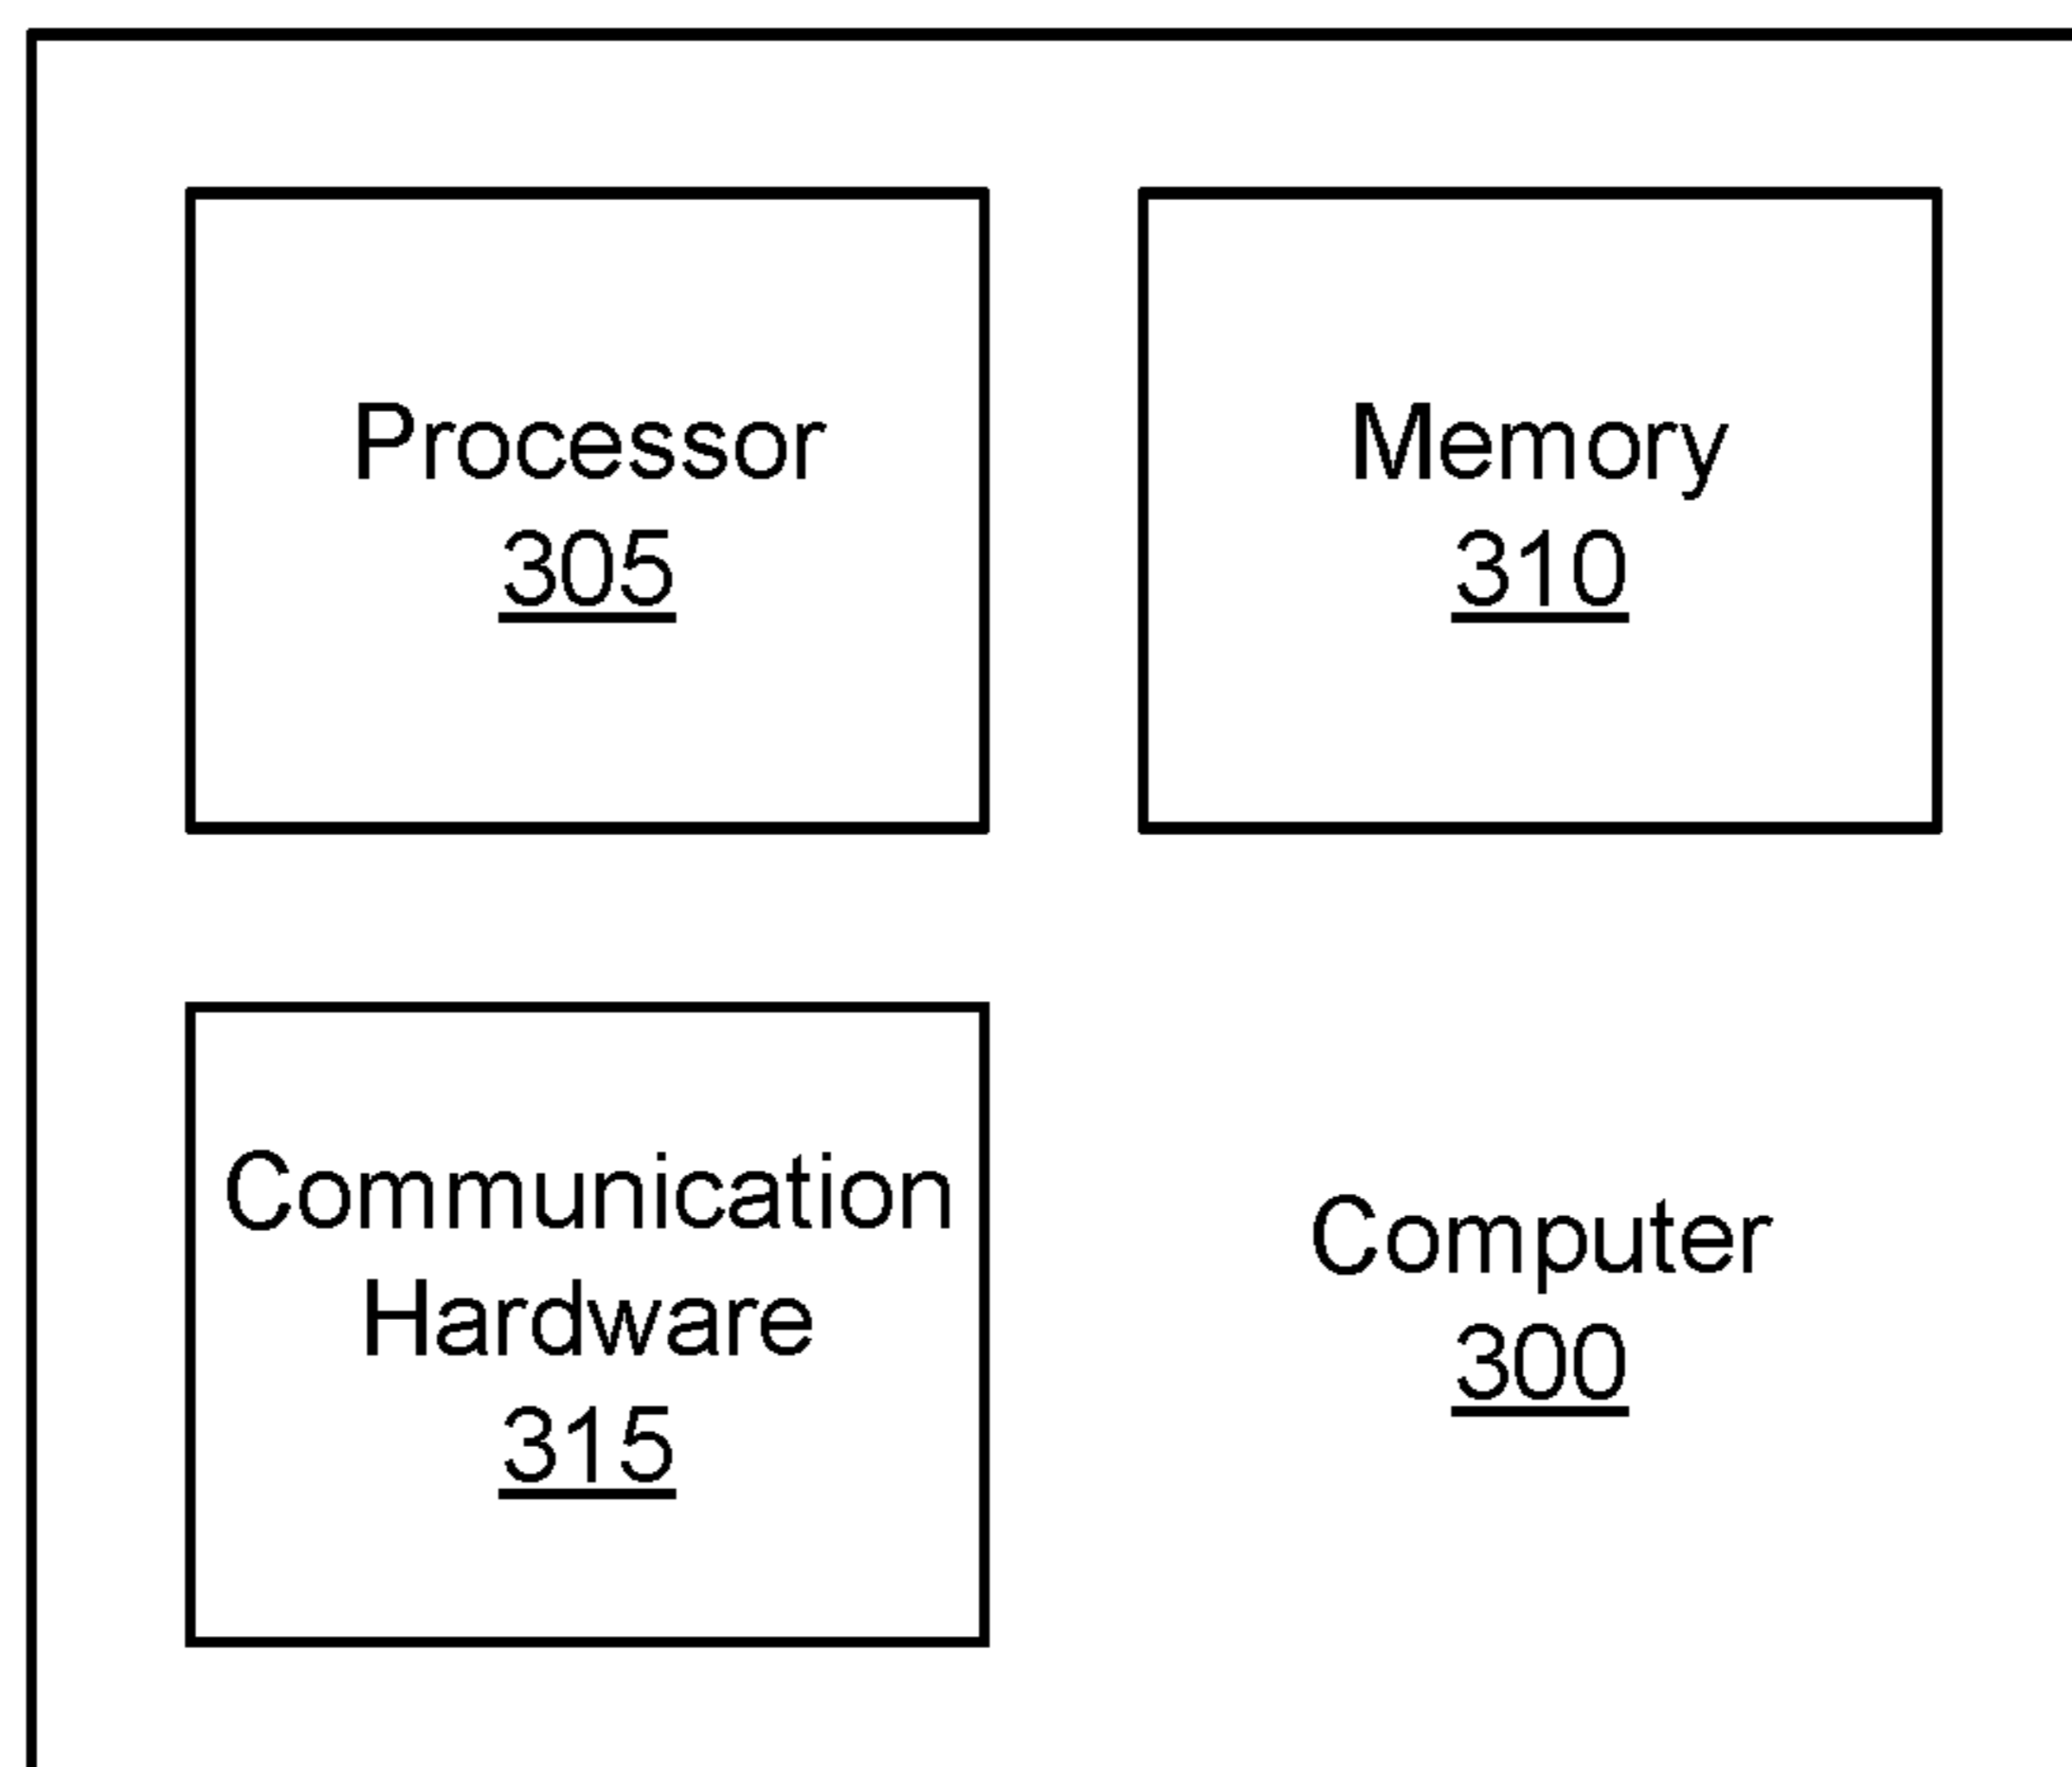 Processor
305
Memory
310
Communication
Hardware
315
Computer
300